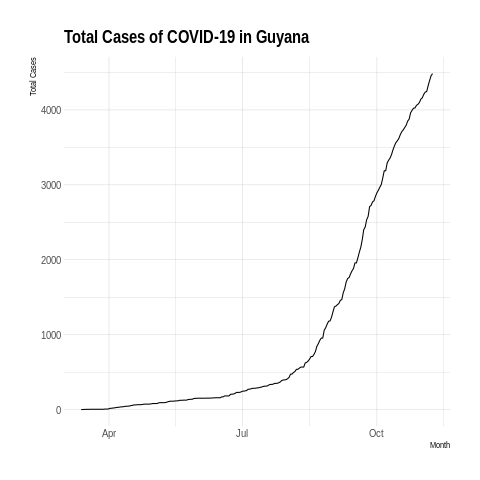 Total Cases of COVID-19 in Guyana
Total Cases
4000
3000
2000
1000
0
Apr Jul Oct
Month